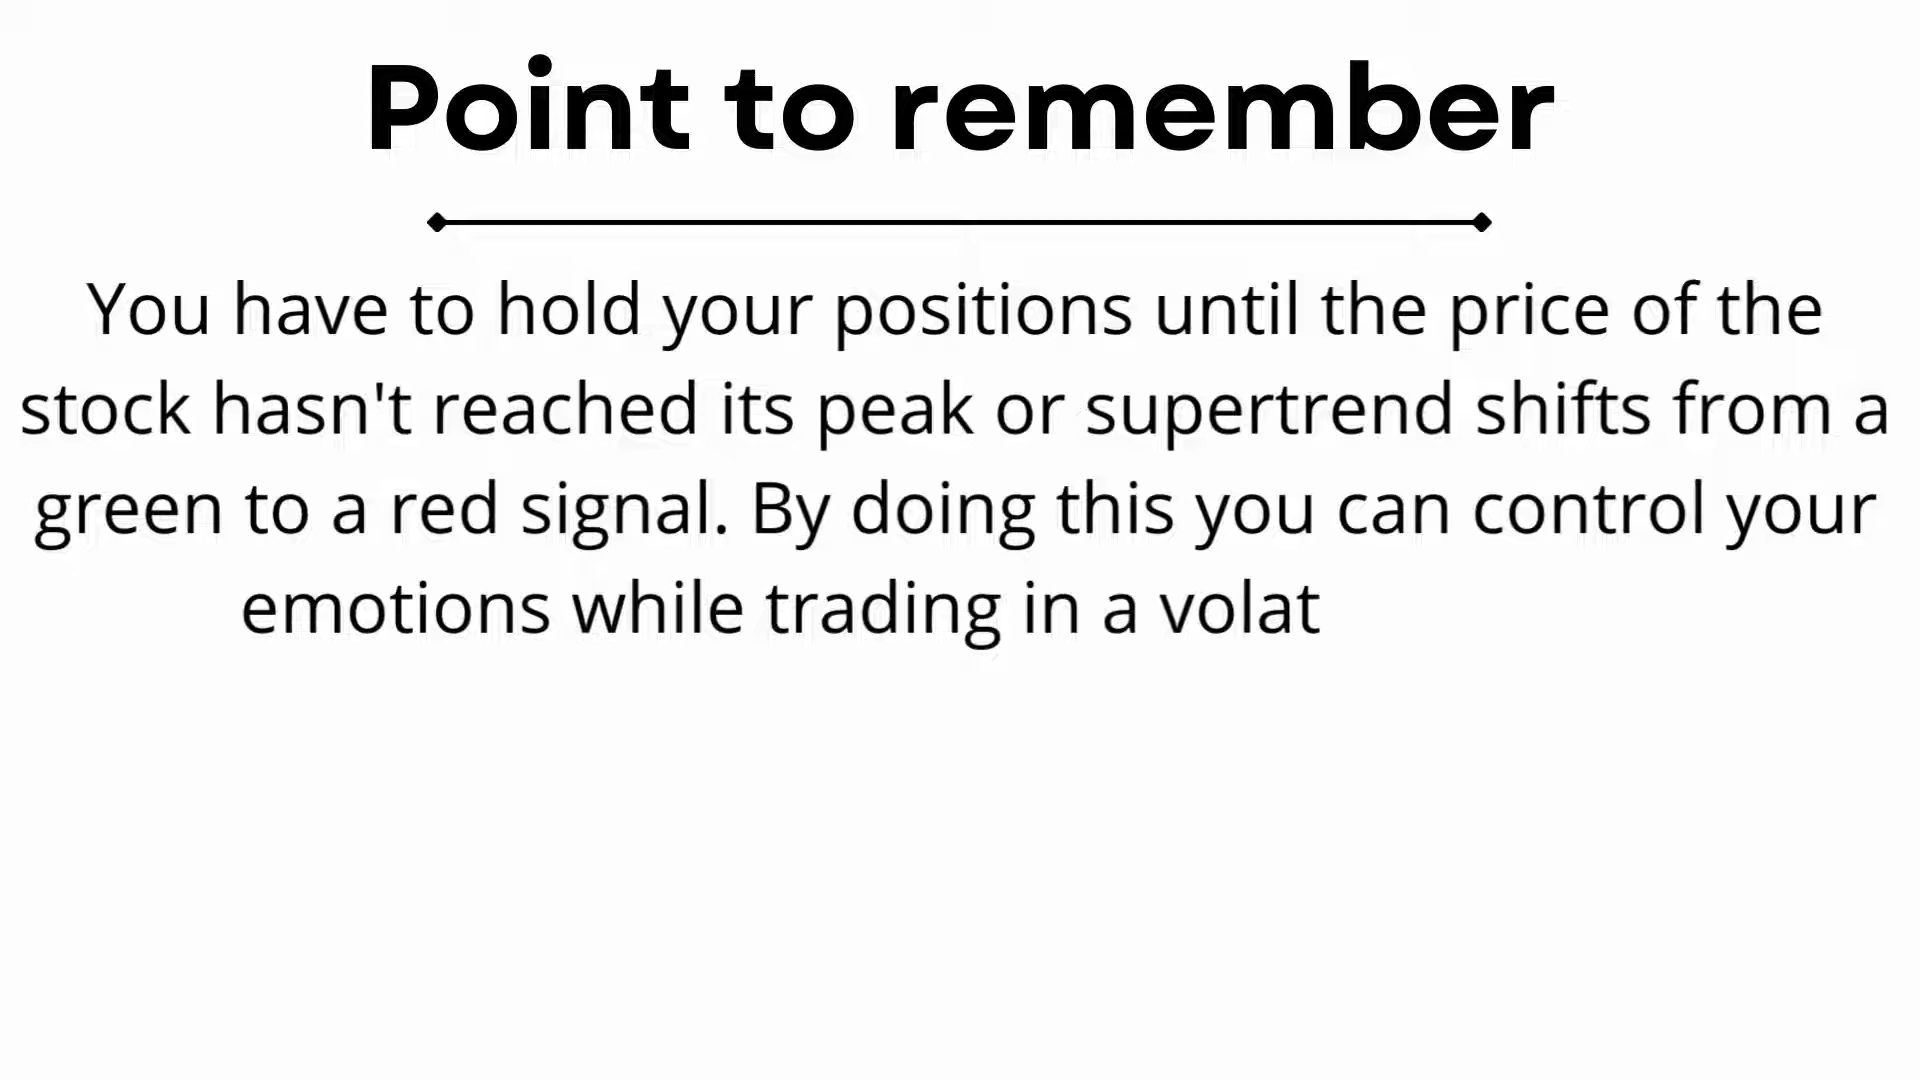 Point to remember
You have to hold your positions until the price of the
stock hasn't reached its peak or supertrend shifts from a
green to a red signal. By doing this you can control your
emotions while trading in a volat